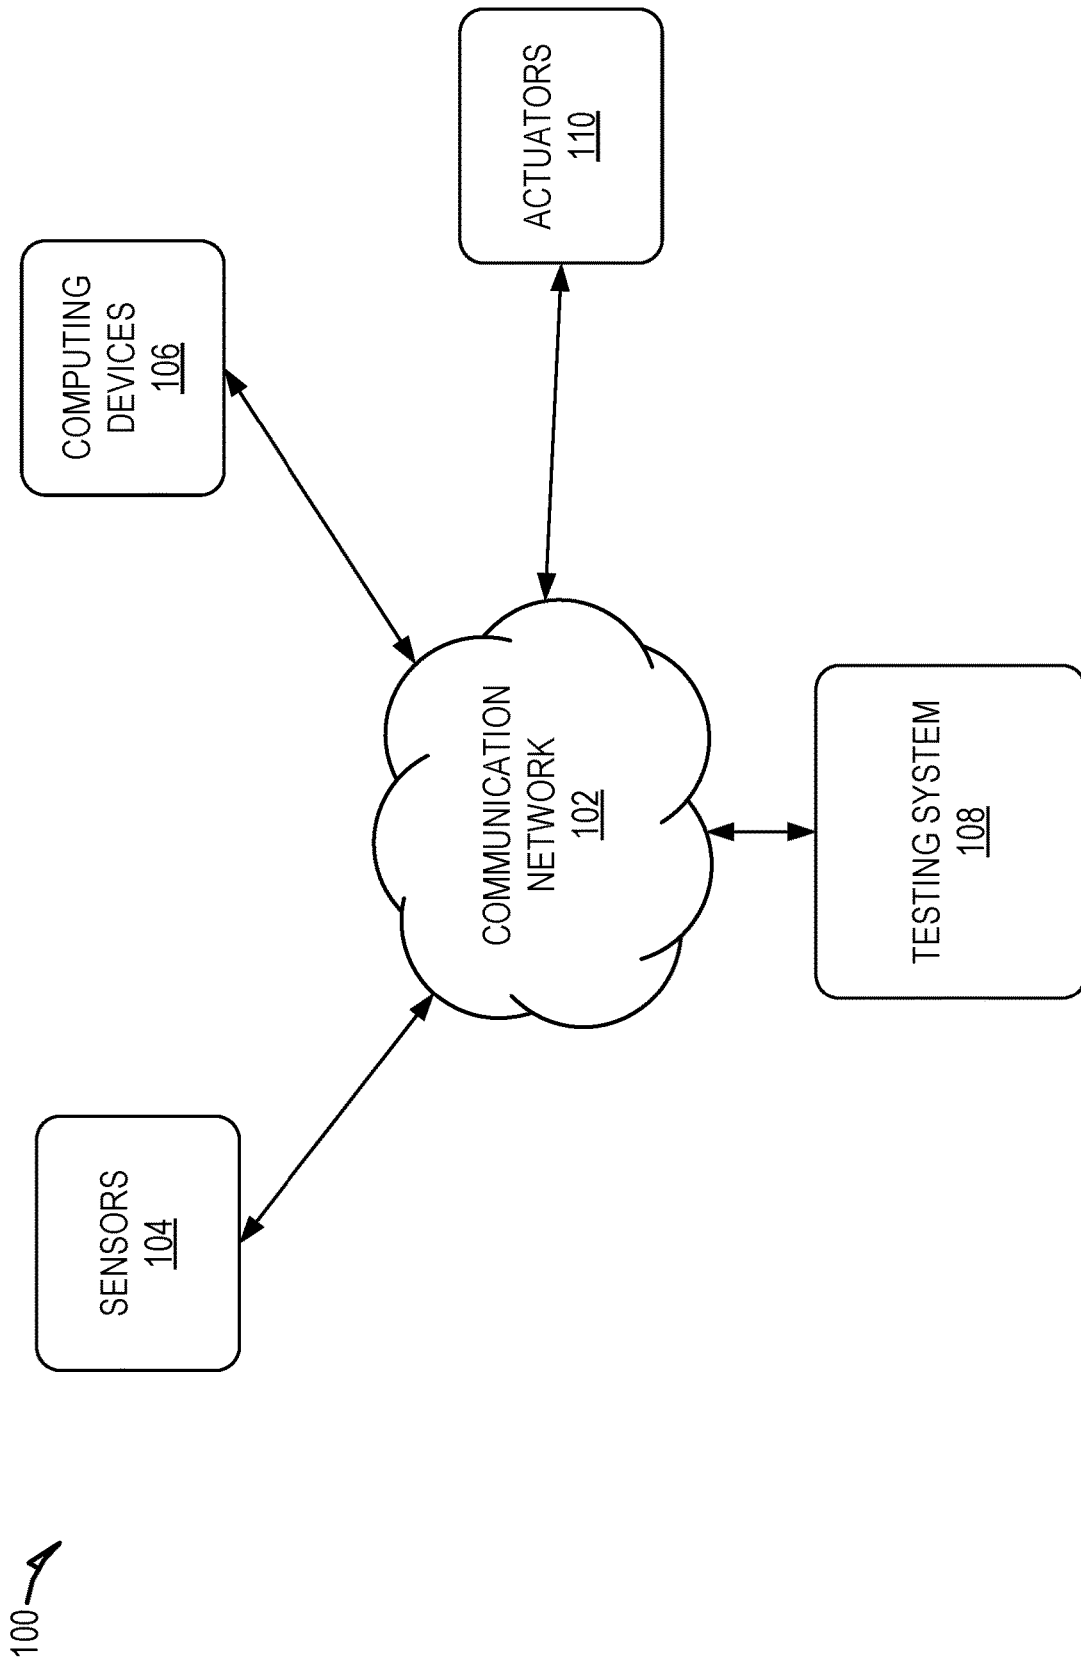 100
SENSORS
104
COMPUTING
DEVICES
106
COMMUNICATION
NETWORK
102
ACTUATORS
110
TESTING SYSTEM
108